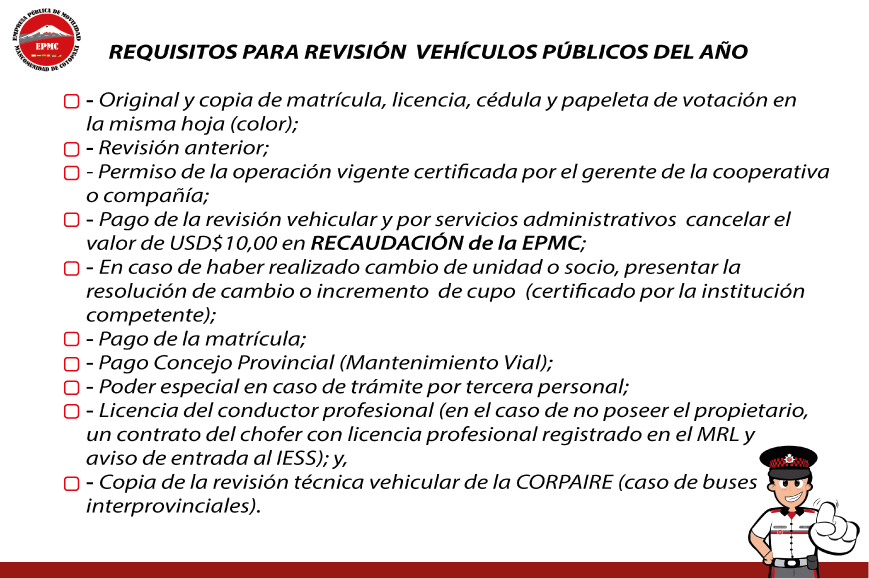 EMPRESA PÚBLICA DE MOVILIDAD
EPMC
MANCOMUNIDAD DE COTOPAXI
REQUISITOS PARA REVISIÓN VEHÍCULOS PÚBLICOS DEL AÑO
- Original y copia de matrícula, licencia, cédula y papeleta de votación en
la misma hoja (color);
- Revisión anterior;
- Permiso de la operación vigente certificada por el gerente de la cooperativa
o compañía;
- Pago de la revisión vehicular y por servicios administrativos cancelar el
valor de USD$10,00 en RECAUDACIÓN de la EPMC;
- En caso de haber realizado cambio de unidad o socio, presentar la
resolución de cambio o incremento de cupo (certificado por la institución
competente);
- Pago de la matrícula;
- Pago Concejo Provincial (Mantenimiento Vial);
- Poder especial en caso de trámite por tercera personal;
- Licencia del conductor profesional (en el caso de no poseer el propietario,
un contrato del chofer con licencia profesional registrado en el MRL y
aviso de entrada al IESS); y,
- Copia de la revisión técnica vehicular de la CORPAIRE (caso de buses
interprovinciales).